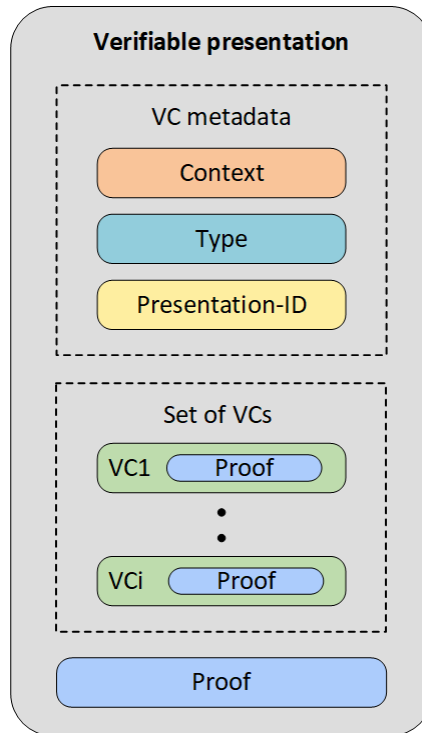 Verifiable presentation
VC metadata
Context
Type
Presentation-ID
Set of VCs
VC1 Proof
VCi Proof
Proof